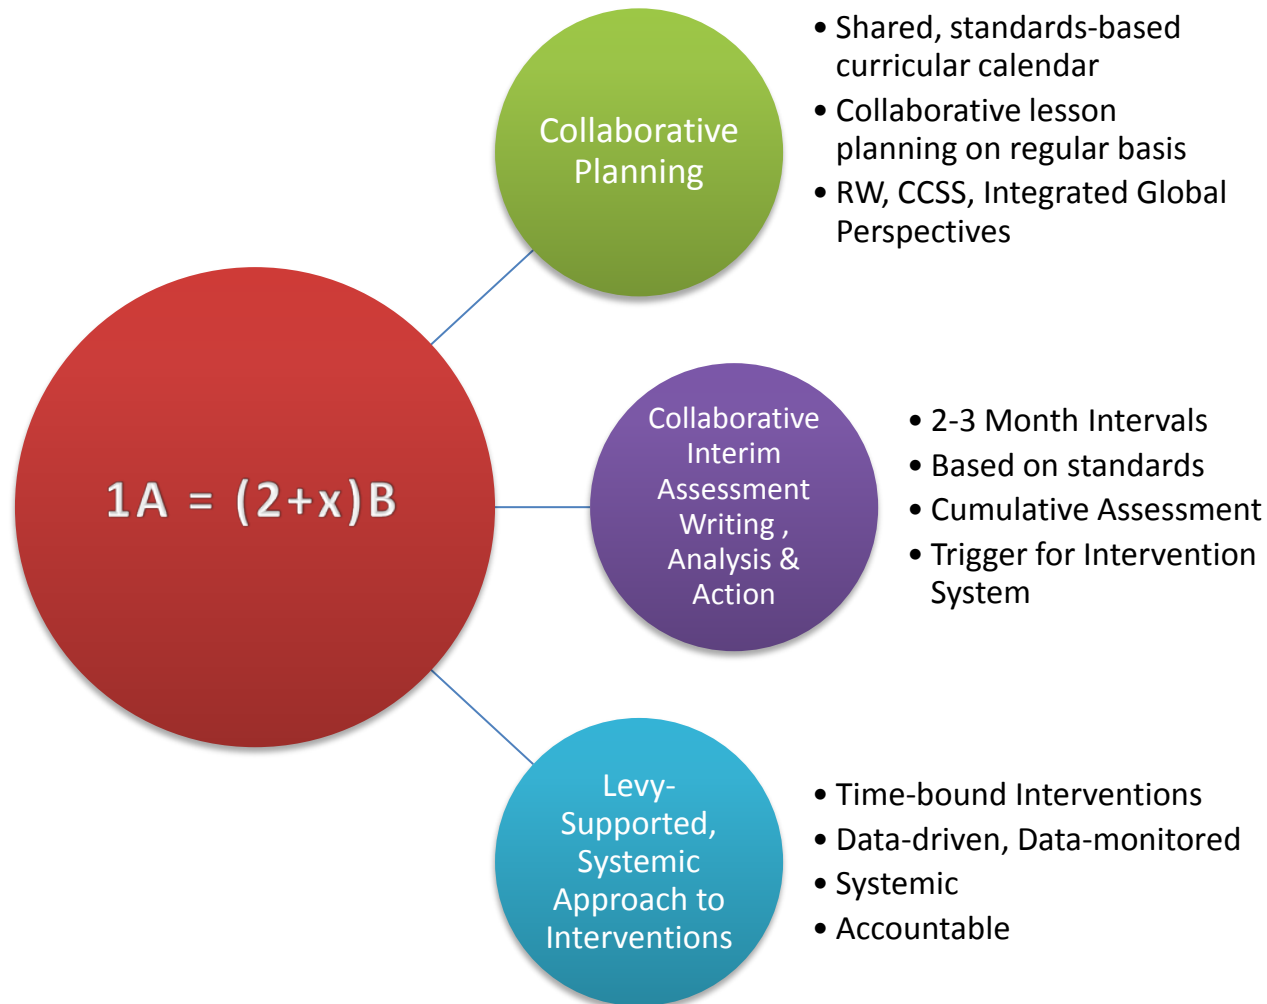 1A = (2+x)B
Collaborative
Planning
• Shared, standards-based
curricular calendar
• Collaborative lesson
planning on regular basis
• RW, CCSS, Integrated Global
Perspectives
Collaborative
Interim
Assessment
Writing ,
Analysis &
Action
• 2-3 Month Intervals
• Based on standards
• Cumulative Assessment
• Trigger for Intervention
System
Levy-
Supported,
Systemic
Approach to
Interventions
• Time-bound Interventions
• Data-driven, Data-monitored
• Systemic
• Accountable